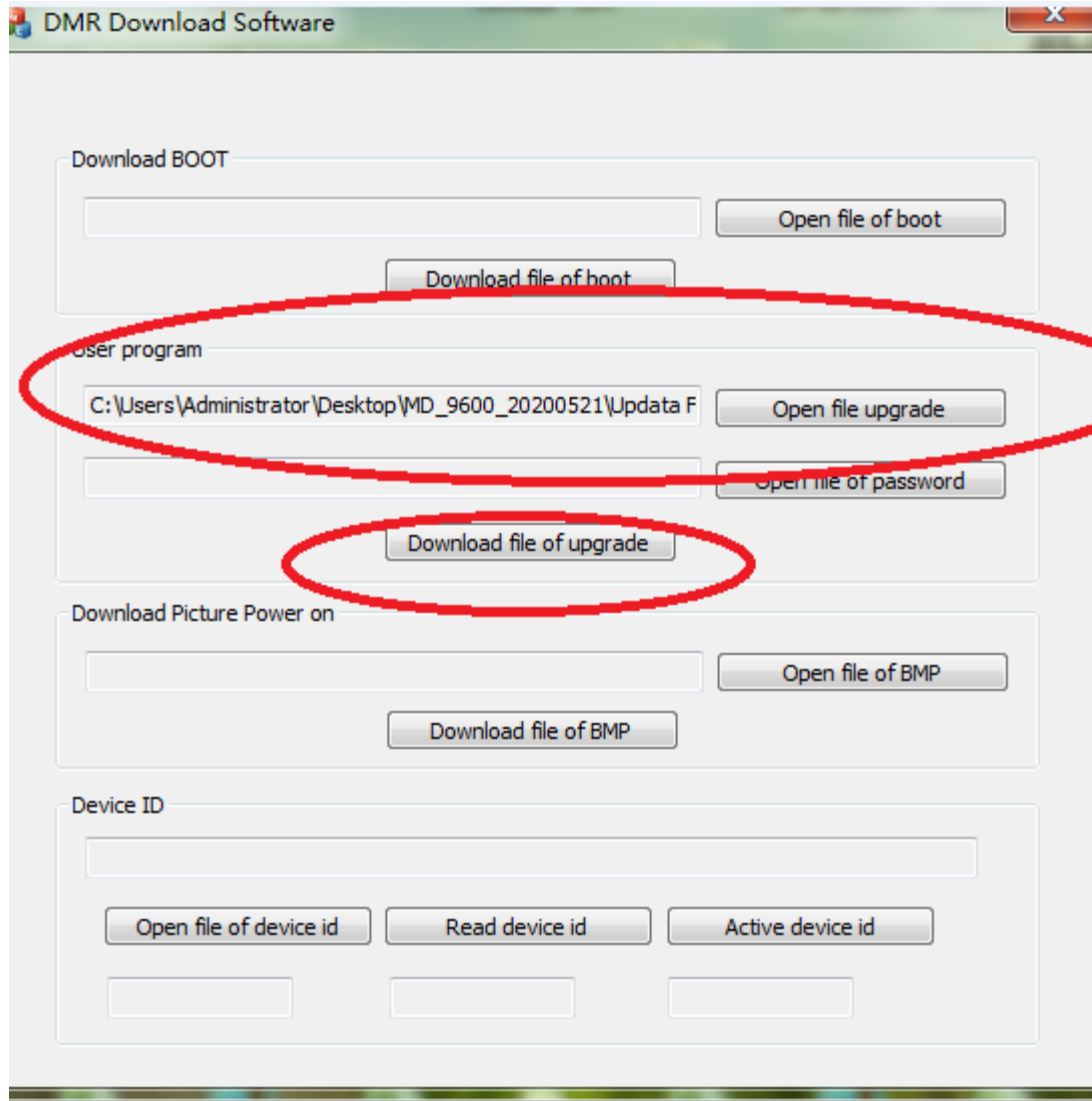 DMR Download Software
Download BOOT
Open file of boot
Download file of boot
User program
C:\Users\Administrator\Desktop\MD_9600_20200521\Updata F
Open file upgrade
Open file of password
Download file of upgrade
Download Picture Power on
Open file of BMP
Download file of BMP
Device ID
Open file of device id
Read device id
Active device id